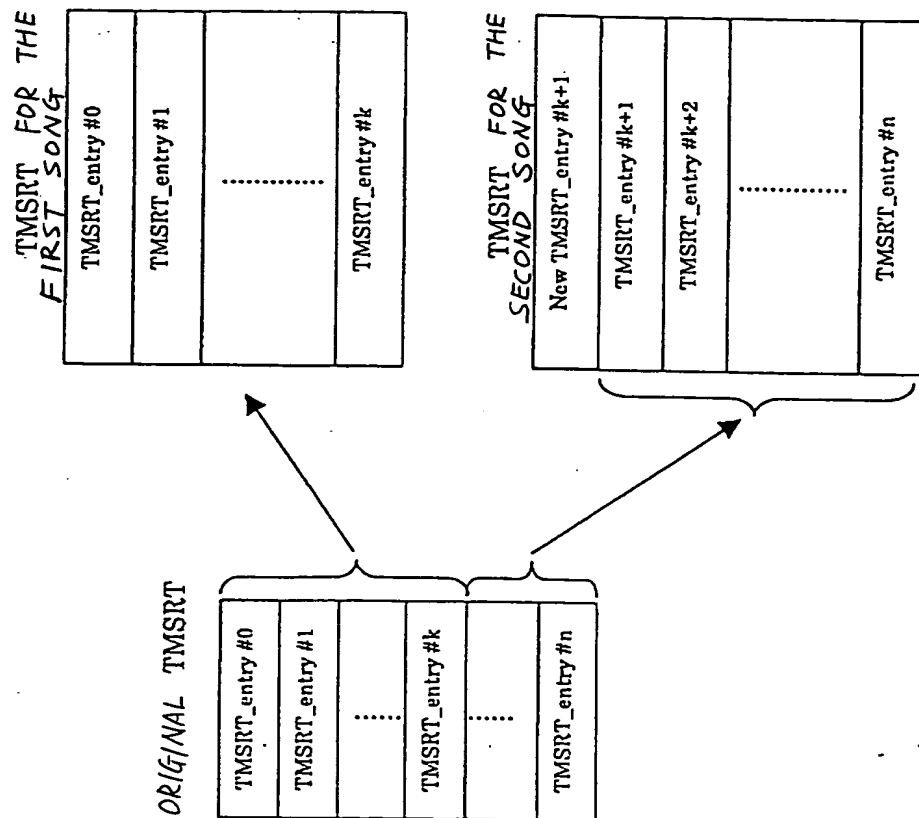 ORIGINAL TMSRT
TMSRT_entry #0
TMSRT_entry #1
......
TMSRT_entry #k
......
TMSRT_entry #n
TMSRT FOR THE
FIRST SONG
TMSRT_entry #0
TMSRT_entry #1
..............
TMSRT_entry #k
TMSRT FOR THE
SECOND SONG
New TMSRT_entry #k+1
TMSRT_entry #k+1
TMSRT_entry #k+2
..............
TMSRT_entry #n